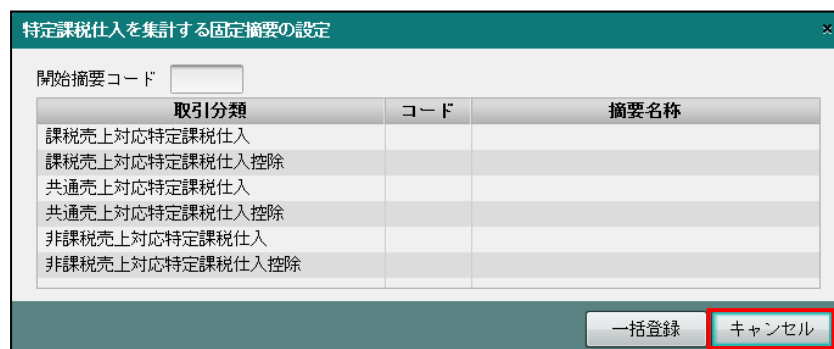 特定課税仕入を集計する固定摘要の設定 ×
開始摘要コード
取引分類 コード 摘要名称
課税売上対応特定課税仕入
課税売上対応特定課税仕入控除
共通売上対応特定課税仕入
共通売上対応特定課税仕入控除
非課税売上対応特定課税仕入
非課税売上対応特定課税仕入控除
一括登録 キャンセル